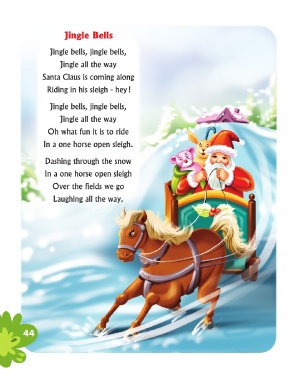 Jingle Bells
Jingle bells, jingle bells,
Jingle all the way
Santa Claus is coming along
Riding in his sleigh - hey !
Jingle bells, jingle bells,
Jingle all the way
Oh what fun it is to ride
In a one horse open sleigh.
Dashing through the snow
In a one horse open sleigh
Over the fields we go
Laughing all the way.
44